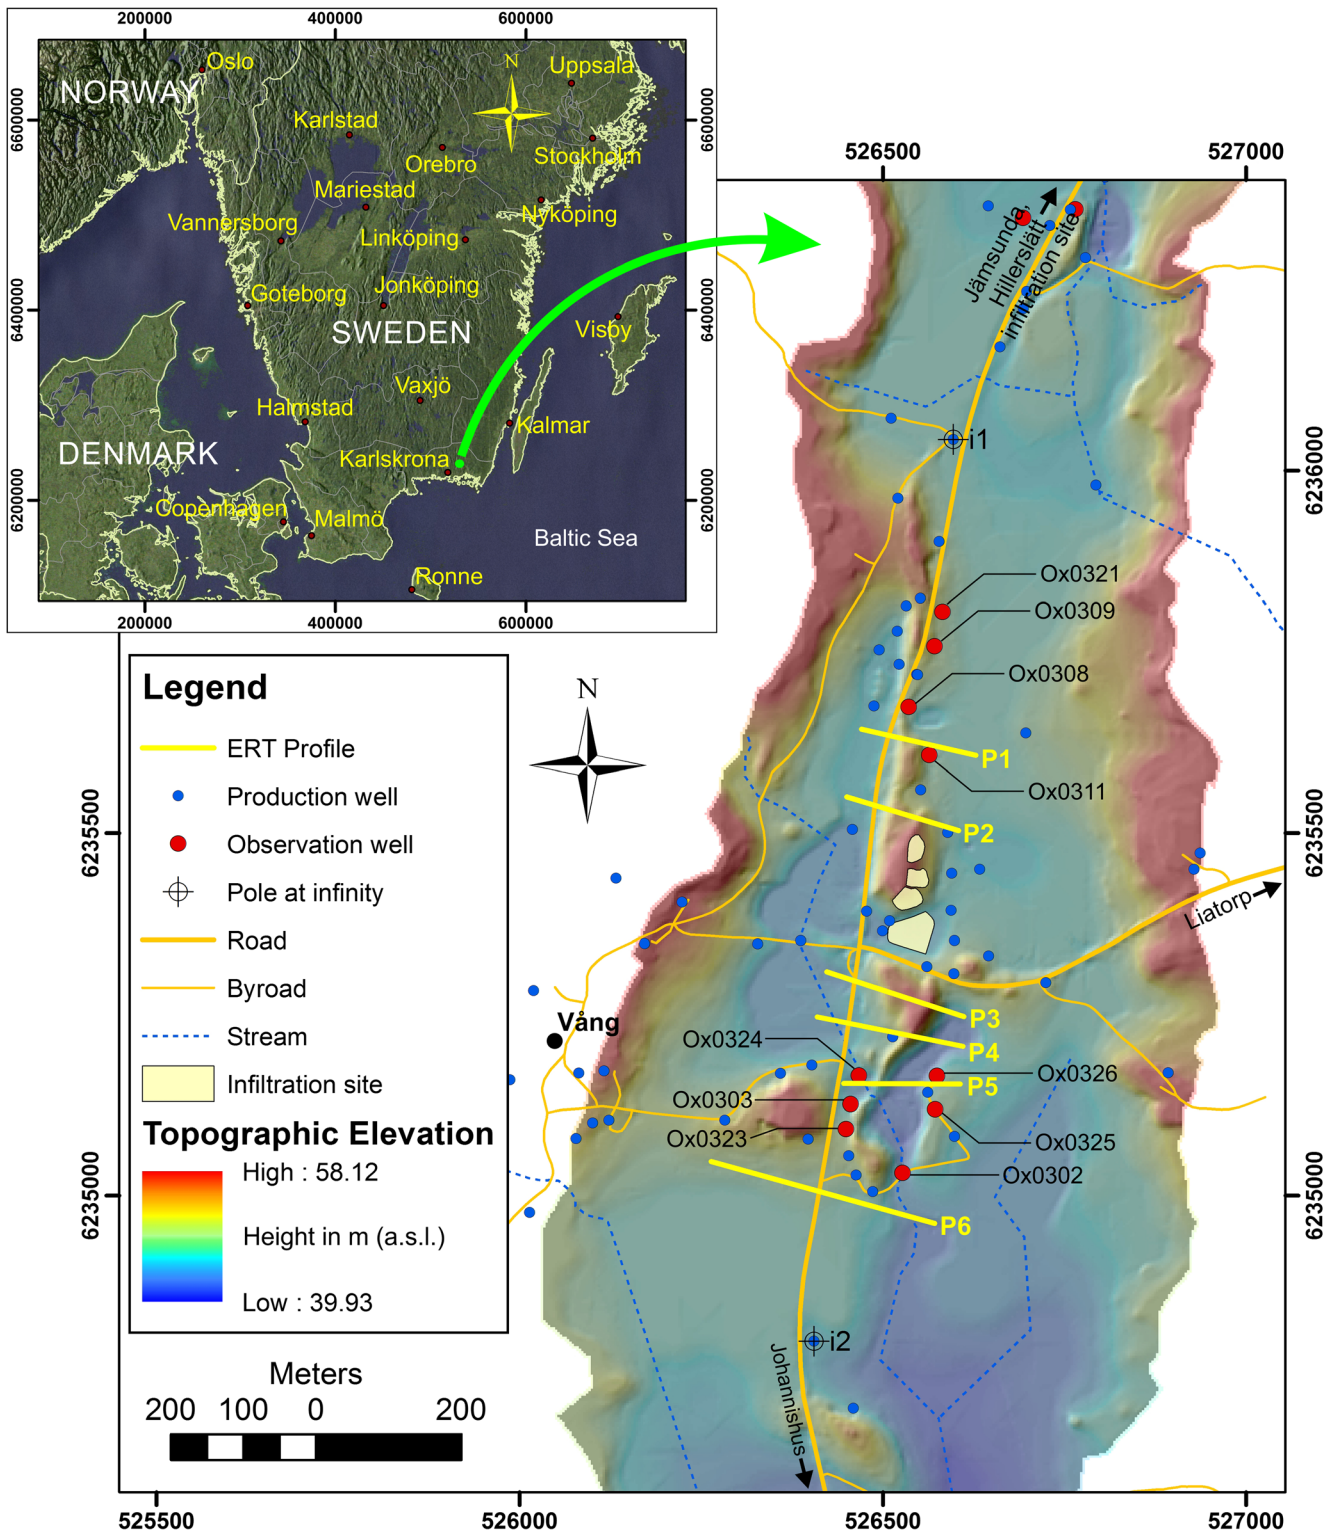 200000
400000
600000
6600000
6400000
6200000
6600000
6400000
6200000
200000
400000
600000
NORWAY
Oslo
N
Uppsala
Karlstad
Orebro
Stockholm
Mariestad
Vannersborg
Nyköping
Linköping
Goteborg
Jonköping
SWEDEN
Visby
Vaxjö
Halmstad
Kalmar
DENMARK
Karlskrona
Copenhagen
Malmö
Baltic Sea
Ronne
526500
527000
Jämsunda,
Hillerslätt
infiltration site
i1
6236000
Ox0321
Ox0309
Ox0308
P1
Ox0311
P2
6235500
6235500
Liatorp
P3
P4
Ox0324
Ox0326
P5
Ox0303
Ox0323
Ox0325
Ox0302
6235000
6235000
P6
i2
Johannishus
Vång
N
Legend
ERT Profile
Production well
Observation well
Pole at infinity
Road
Byroad
Stream
Infiltration site
Topographic Elevation
High : 58.12
Height in m (a.s.l.)
Low : 39.93
Meters
200 100 0 200
525500
526000
526500
527000